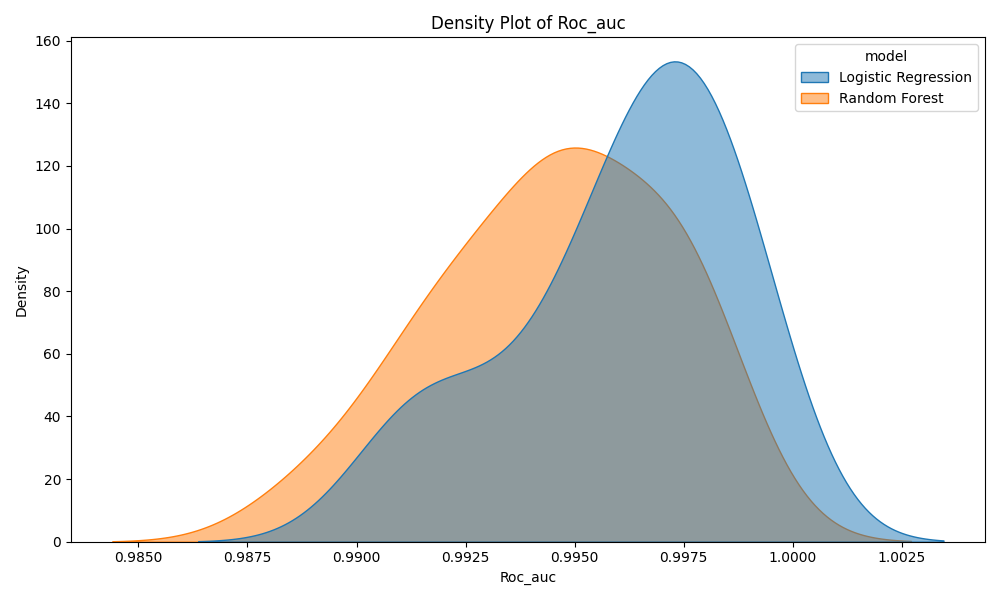 Density Plot of Roc_auc
model
Logistic Regression
Random Forest
Density
160
140
120
100
80
60
40
20
0
0.9850 0.9875 0.9900 0.9925 0.9950 0.9975 1.0000 1.0025
Roc_auc